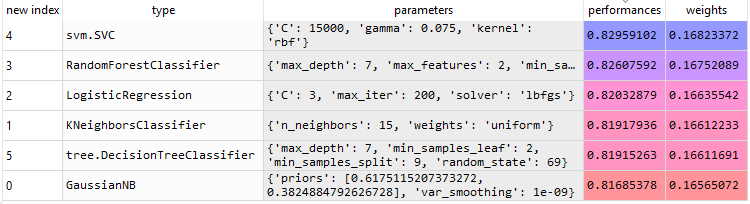 new index type parameters performances weights
4 svm.SVC {'C': 15000, 'gamma': 0.075, 'kernel': 'rbf'} 0.82959102 0.16823372
3 RandomForestClassifier {'max_depth': 7, 'max_features': 2, 'min_sa… 0.82607592 0.16752089
2 LogisticRegression {'C': 3, 'max_iter': 200, 'solver': 'lbfgs'} 0.82032879 0.16635542
1 KNeighborsClassifier {'n_neighbors': 15, 'weights': 'uniform'} 0.81917936 0.16612233
5 tree.DecisionTreeClassifier {'max_depth': 7, 'min_samples_leaf': 2, 'min_samples_split': 9, 'random_state': 69} 0.81915263 0.16611691
0 GaussianNB {'priors': [0.6175115207373272, 0.3824884792626728], 'var_smoothing': 1e-09} 0.81685378 0.16565072